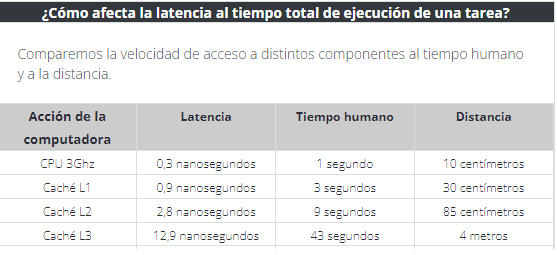 ¿Cómo afecta la latencia al tiempo total de ejecución de una tarea?
Comparemos la velocidad de acceso a distintos componentes al tiempo humano
y a la distancia.
Acción de la computadora Latencia Tiempo humano Distancia
CPU 3Ghz 0,3 nanosegundos 1 segundo 10 centímetros
Caché L1 0,9 nanosegundos 3 segundos 30 centímetros
Caché L2 2,8 nanosegundos 9 segundos 85 centímetros
Caché L3 12,9 nanosegundos 43 segundos 4 metros